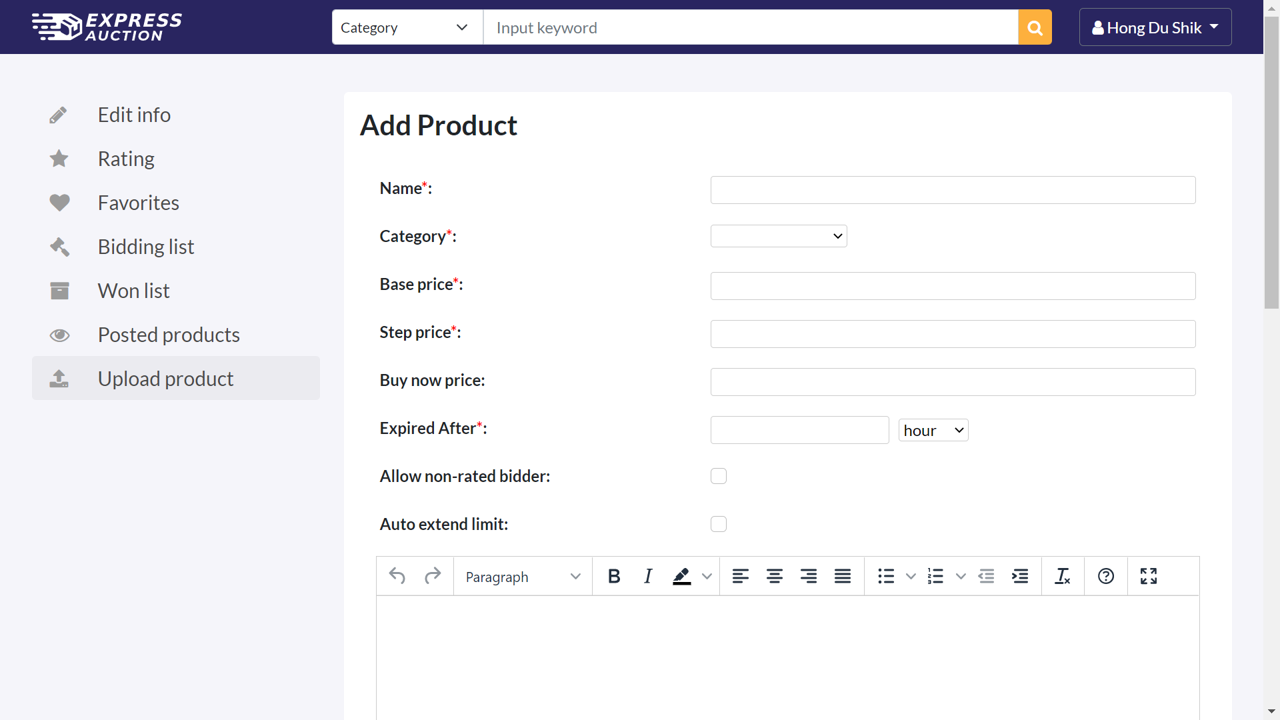 EXPRESS
AUCTION
Category
Input keyword
Hong Du Shik
Edit info
Rating
Favorites
Bidding list
Won list
Posted products
Upload product
Add Product
Name*:
Category*:
Base price*:
Step price*:
Buy now price:
Expired After*:
hour
Allow non-rated bidder:
Auto extend limit:
Paragraph